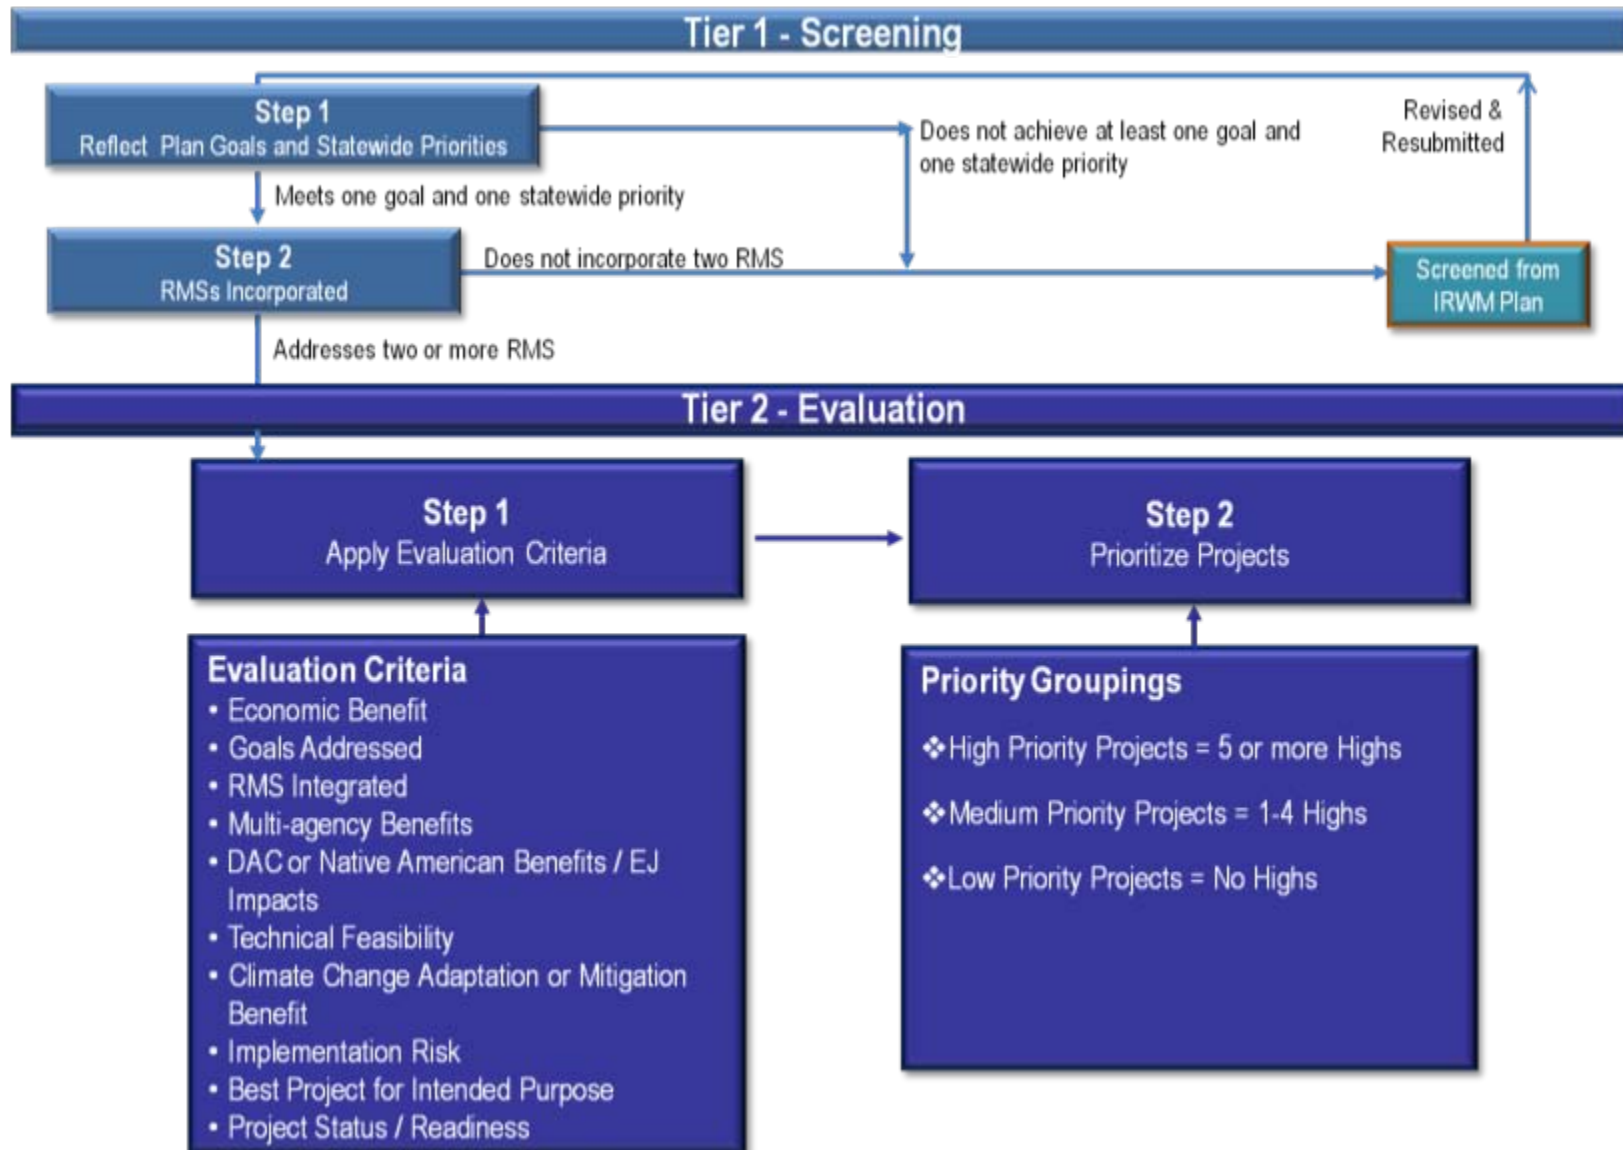 Tier 1 - Screening
Step 1
Reflect Plan Goals and Statewide Priorities
Does not achieve at least one goal and
one statewide priority
Revised &
Resubmitted
Meets one goal and one statewide priority
Step 2
RMSs Incorporated
Does not incorporate two RMS
Screened from
IRWM Plan
Addresses two or more RMS
Tier 2 - Evaluation
Step 1
Apply Evaluation Criteria
Step 2
Prioritize Projects
Evaluation Criteria
• Economic Benefit
• Goals Addressed
• RMS Integrated
• Multi-agency Benefits
• DAC or Native American Benefits / EJ
Impacts
• Technical Feasibility
• Climate Change Adaptation or Mitigation
Benefit
• Implementation Risk
• Best Project for Intended Purpose
• Project Status / Readiness
Priority Groupings
❖High Priority Projects = 5 or more Highs
❖Medium Priority Projects = 1-4 Highs
❖Low Priority Projects = No Highs